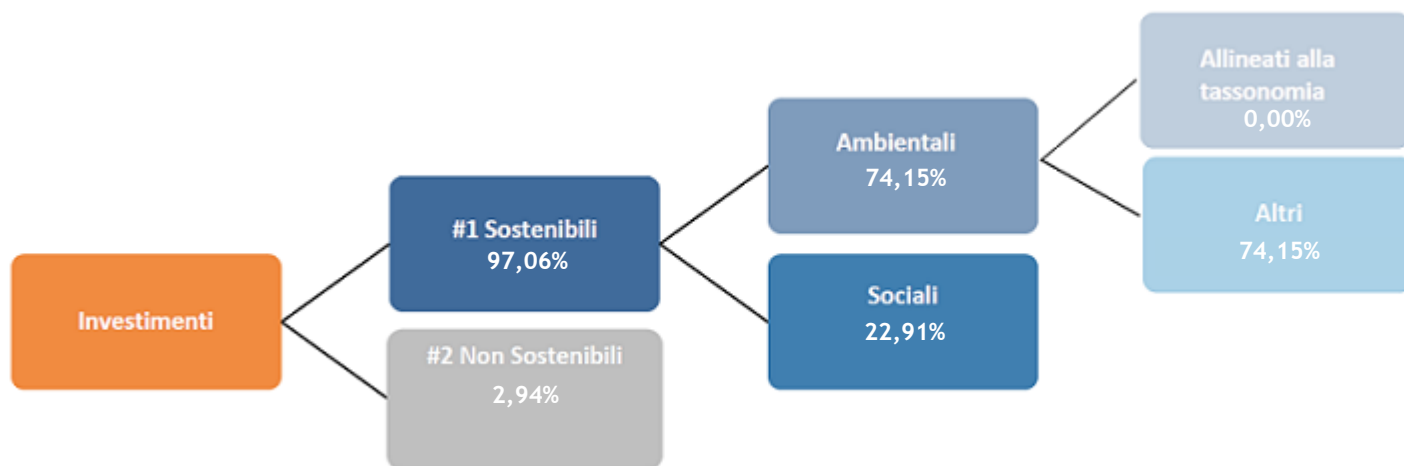 Investimenti
#1 Sostenibili
97,06%
#2 Non Sostenibili
2,94%
Ambientali
74,15%
Sociali
22,91%
Allineati alla
tassonomia
0,00%
Altri
74,15%